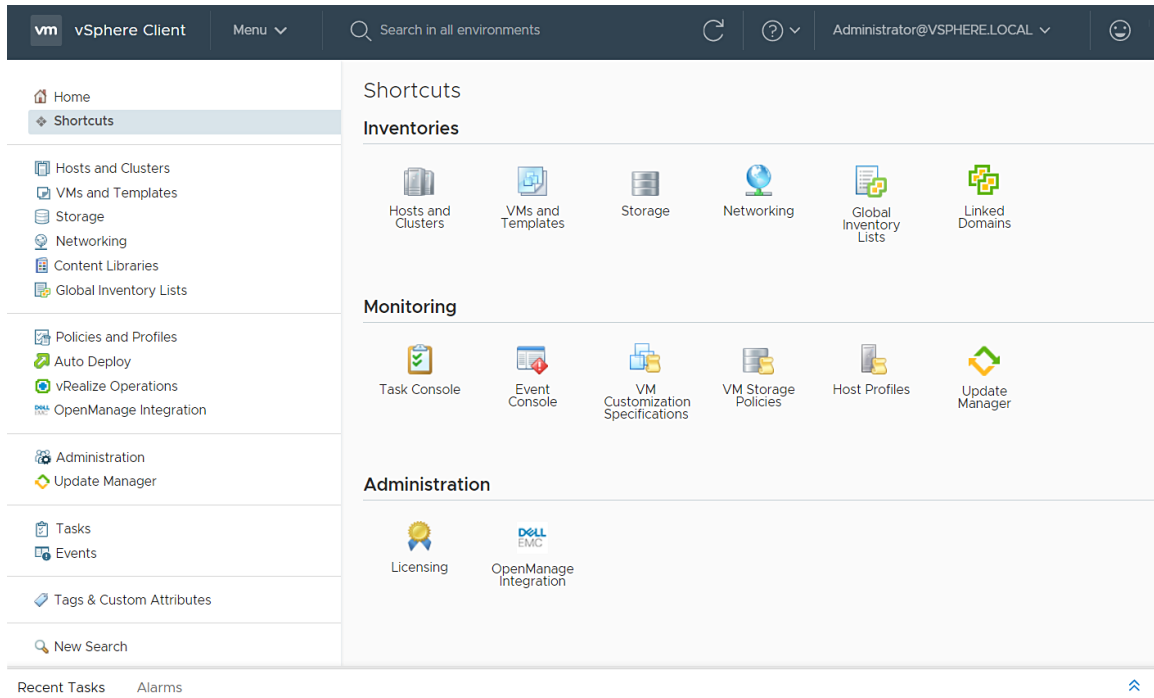 vm vSphere Client Menu Search in all environments ? Administrator@VSPHERE.LOCAL
Home
Shortcuts
Hosts and Clusters
VMs and Templates
Storage
Networking
Content Libraries
Global Inventory Lists
Policies and Profiles
Auto Deploy
vRealize Operations
DELL EMC OpenManage Integration
Administration
Update Manager
Tasks
Events
Tags & Custom Attributes
New Search
Shortcuts
Inventories
Hosts and
Clusters
VMs and
Templates
Storage
Networking
Global
Inventory
Lists
Linked
Domains
Monitoring
Task Console
Event
Console
VM
Customization
Specifications
VM Storage
Policies
Host Profiles
Update
Manager
Administration
Licensing
DELL
EMC
OpenManage
Integration
Recent Tasks Alarms